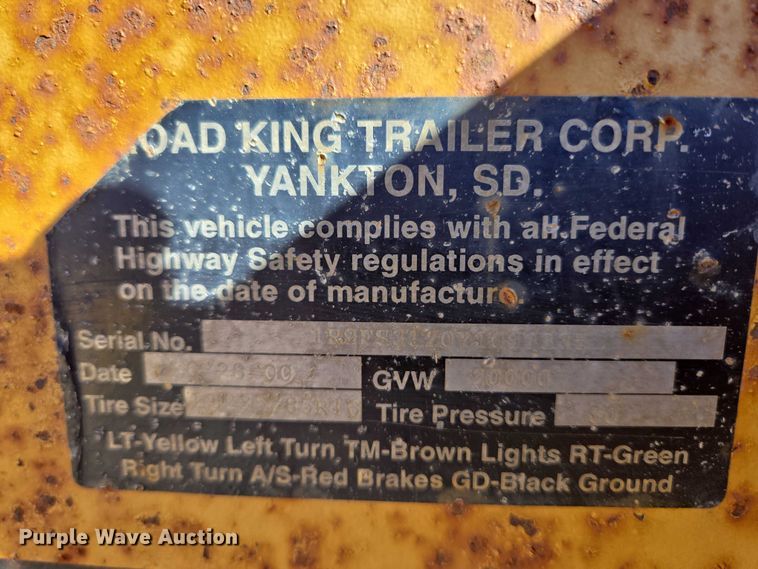 OAD KING TRAILER CORP.
YANKTON, SD.
This vehicle complies with all Federal
Highway Safety regulations in effect
on the date of manufacture.
Serial No.
Date
GVW
Tire Size
Tire Pressure
LT-Yellow Left Turn TM-Brown Lights RT-Green
Right Turn A/S-Red Brakes GD-Black Ground
Purple Wave Auction